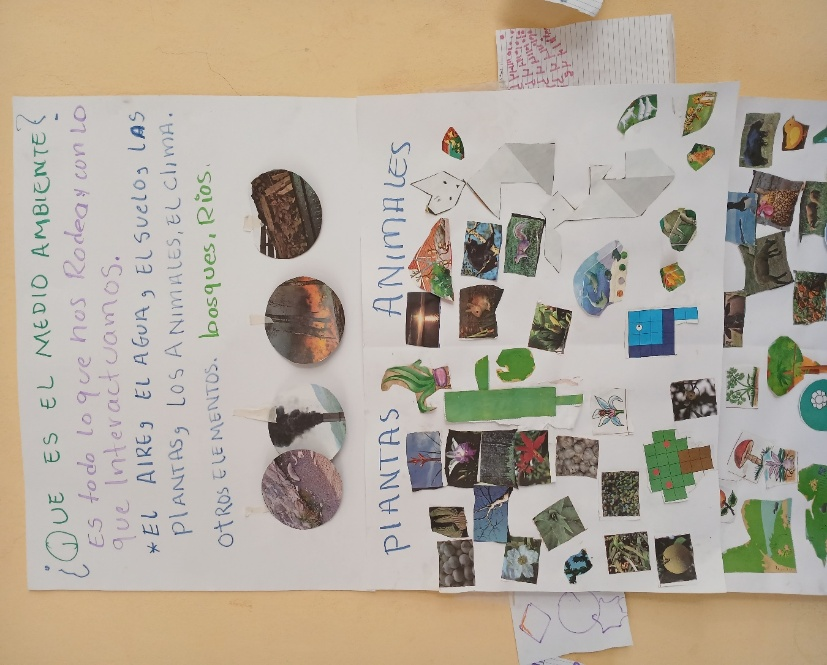 ¿QUE ES EL MEDIO AMBIENTE?
Es todo lo que nos Rodea y con lo
que Interactuamos.
*EL AIRE, EL AGUA, EL SUELO, LAS
PLANTAS, LOS ANIMALES, EL Clima.
OTROS ELEMENTOS. bosques, Ríos.
PLANTAS ANIMALES